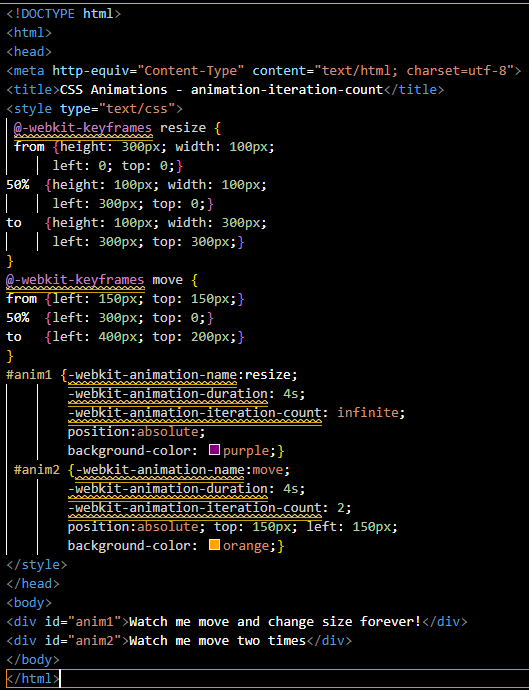 <!DOCTYPE html>
<html>
<head>
<meta http-equiv="Content-Type" content="text/html; charset=utf-8">
<title>CSS Animations - animation-iteration-count</title>
<style type="text/css">
 @-webkit-keyframes resize {
 from {height: 300px; width: 100px;
      left: 0; top: 0;}
50%  {height: 100px; width: 100px;
      left: 300px; top: 0;}
to   {height: 100px; width: 300px;
      left: 300px; top: 300px;}
}
@-webkit-keyframes move {
from {left: 150px; top: 150px;}
50%  {left: 300px; top: 0;}
to   {left: 400px; top: 200px;}
}
#anim1 {-webkit-animation-name:resize;
        -webkit-animation-duration: 4s;
        -webkit-animation-iteration-count: infinite;
        position:absolute;
        background-color: purple;}
 #anim2 {-webkit-animation-name:move;
        -webkit-animation-duration: 4s;
        -webkit-animation-iteration-count: 2;
        position:absolute; top: 150px; left: 150px;
        background-color: orange;}
</style>
</head>
<body>
<div id="anim1">Watch me move and change size forever!</div>
<div id="anim2">Watch me move two times</div>
</body>
</html>